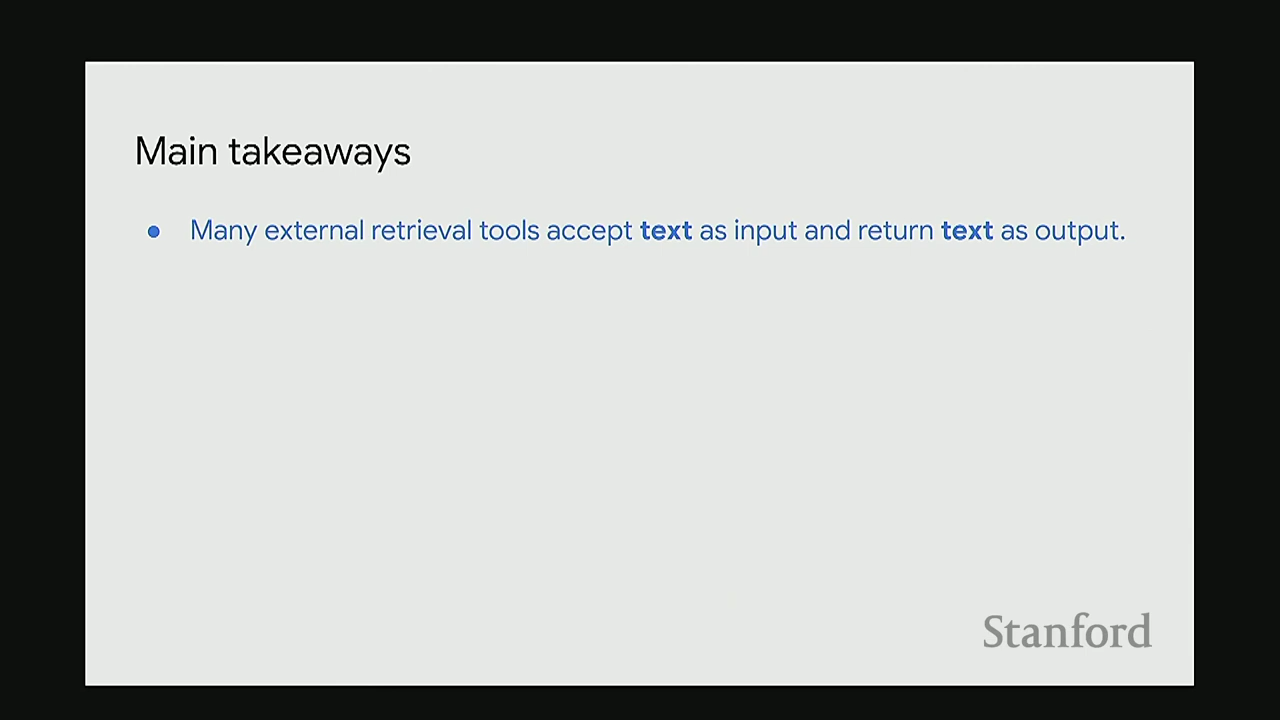 Main takeaways
● Many external retrieval tools accept text as input and return text as output.
Stanford